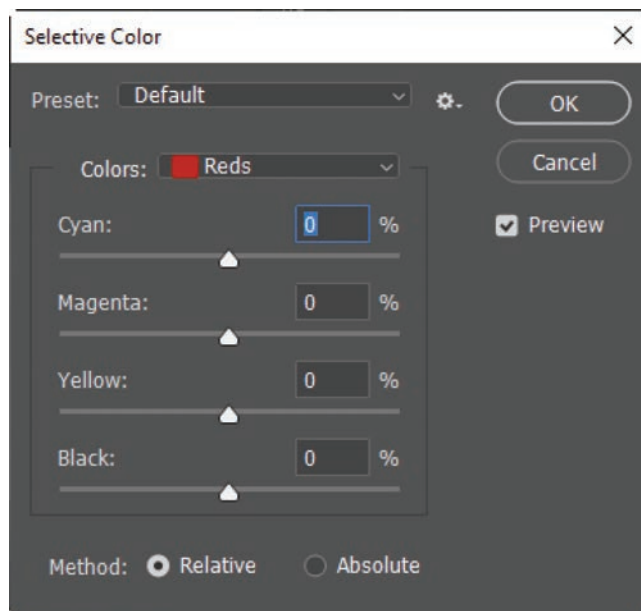 Selective Color
Preset: Default
OK
Colors: Reds
Cancel
Cyan: 0 %
Preview
Magenta: 0 %
Yellow: 0 %
Black: 0 %
Method: Relative Absolute